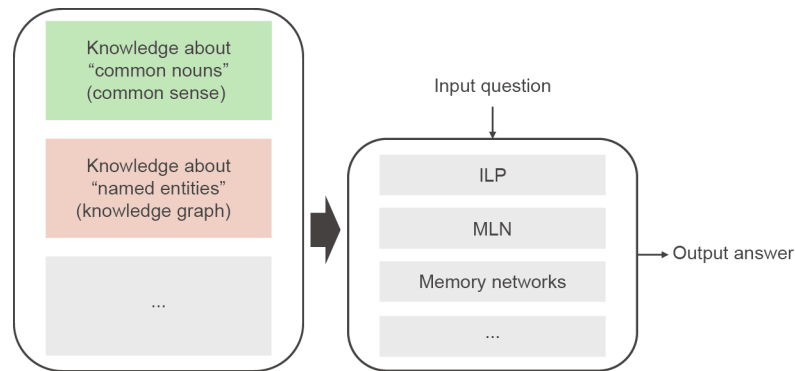 Knowledge about
“common nouns”
(common sense)
Knowledge about
“named entities”
(knowledge graph)
...
Input question
ILP
MLN
Memory networks
...
Output answer